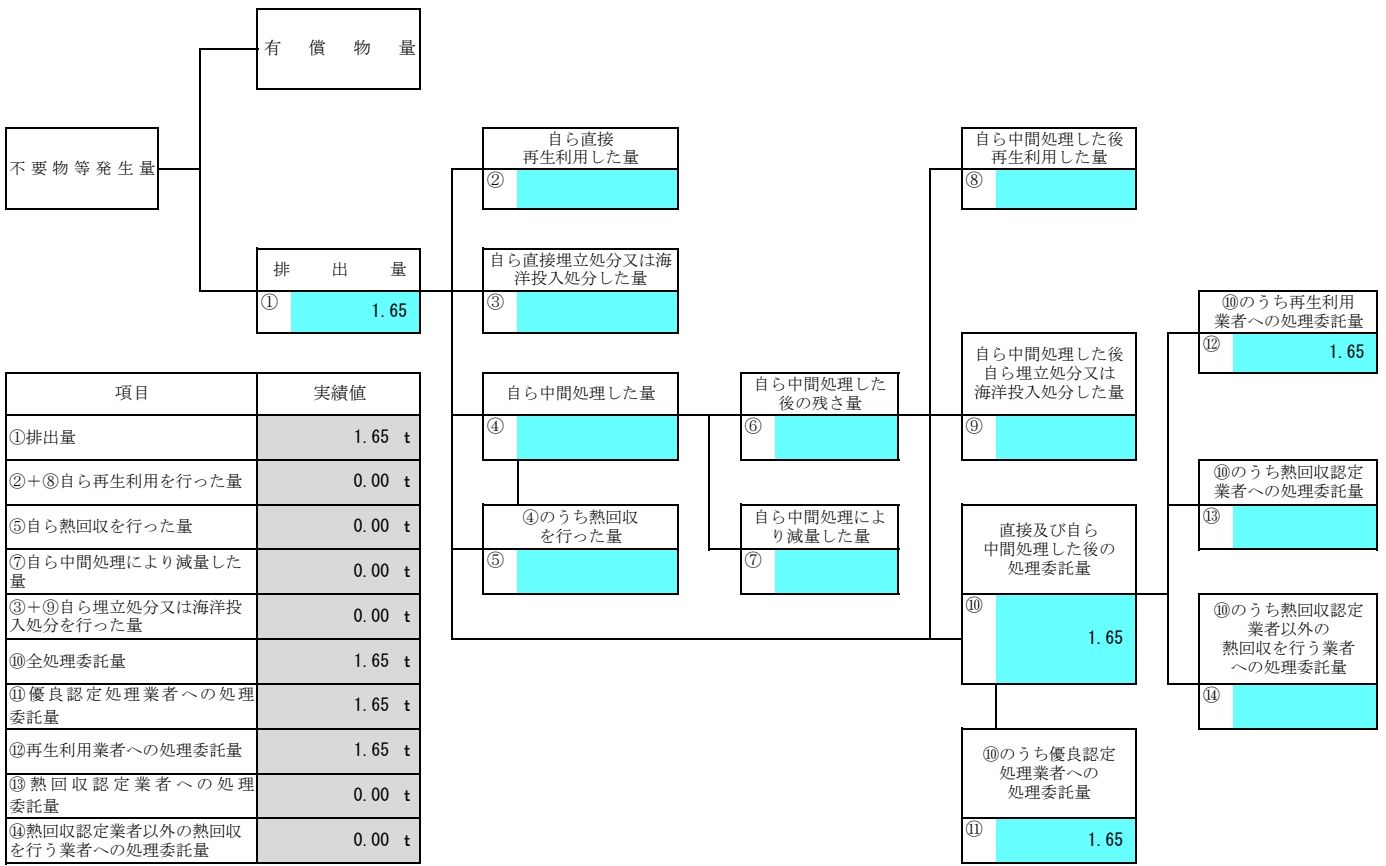 有償物量
不要物等発生量
排出量
① 1.65
自ら直接
再生利用した量
②
自ら直接埋立処分又は海
洋投入処分した量
③
自ら中間処理した量
④
④のうち熱回収
を行った量
⑤
自ら中間処理した
後の残さ量
⑥
自ら中間処理によ
り減量した量
⑦
自ら中間処理した後
再生利用した量
⑧
自ら中間処理した後
自ら埋立処分又は
海洋投入処分した量
⑨
直接及び自ら
中間処理した後の
処理委託量
⑩
1.65
⑩のうち優良認定
処理業者への
処理委託量
⑪ 1.65
⑩のうち再生利用
業者への処理委託量
⑫ 1.65
⑩のうち熱回収認定
業者への処理委託量
⑬
⑩のうち熱回収認定
業者以外の
熱回収を行う業者
への処理委託量
⑭
項目 実績値
①排出量 1.65 t
②+⑧自ら再生利用を行った量 0.00 t
⑤自ら熱回収を行った量 0.00 t
⑦自ら中間処理により減量した
量 0.00 t
③+⑨自ら埋立処分又は海洋投
入処分を行った量 0.00 t
⑩全処理委託量 1.65 t
⑪優良認定処理業者への処理
委託量 1.65 t
⑫再生利用業者への処理委託量 1.65 t
⑬熱回収認定業者への処理
委託量 0.00 t
⑭熱回収認定業者以外の熱回収
を行う業者への処理委託量 0.00 t